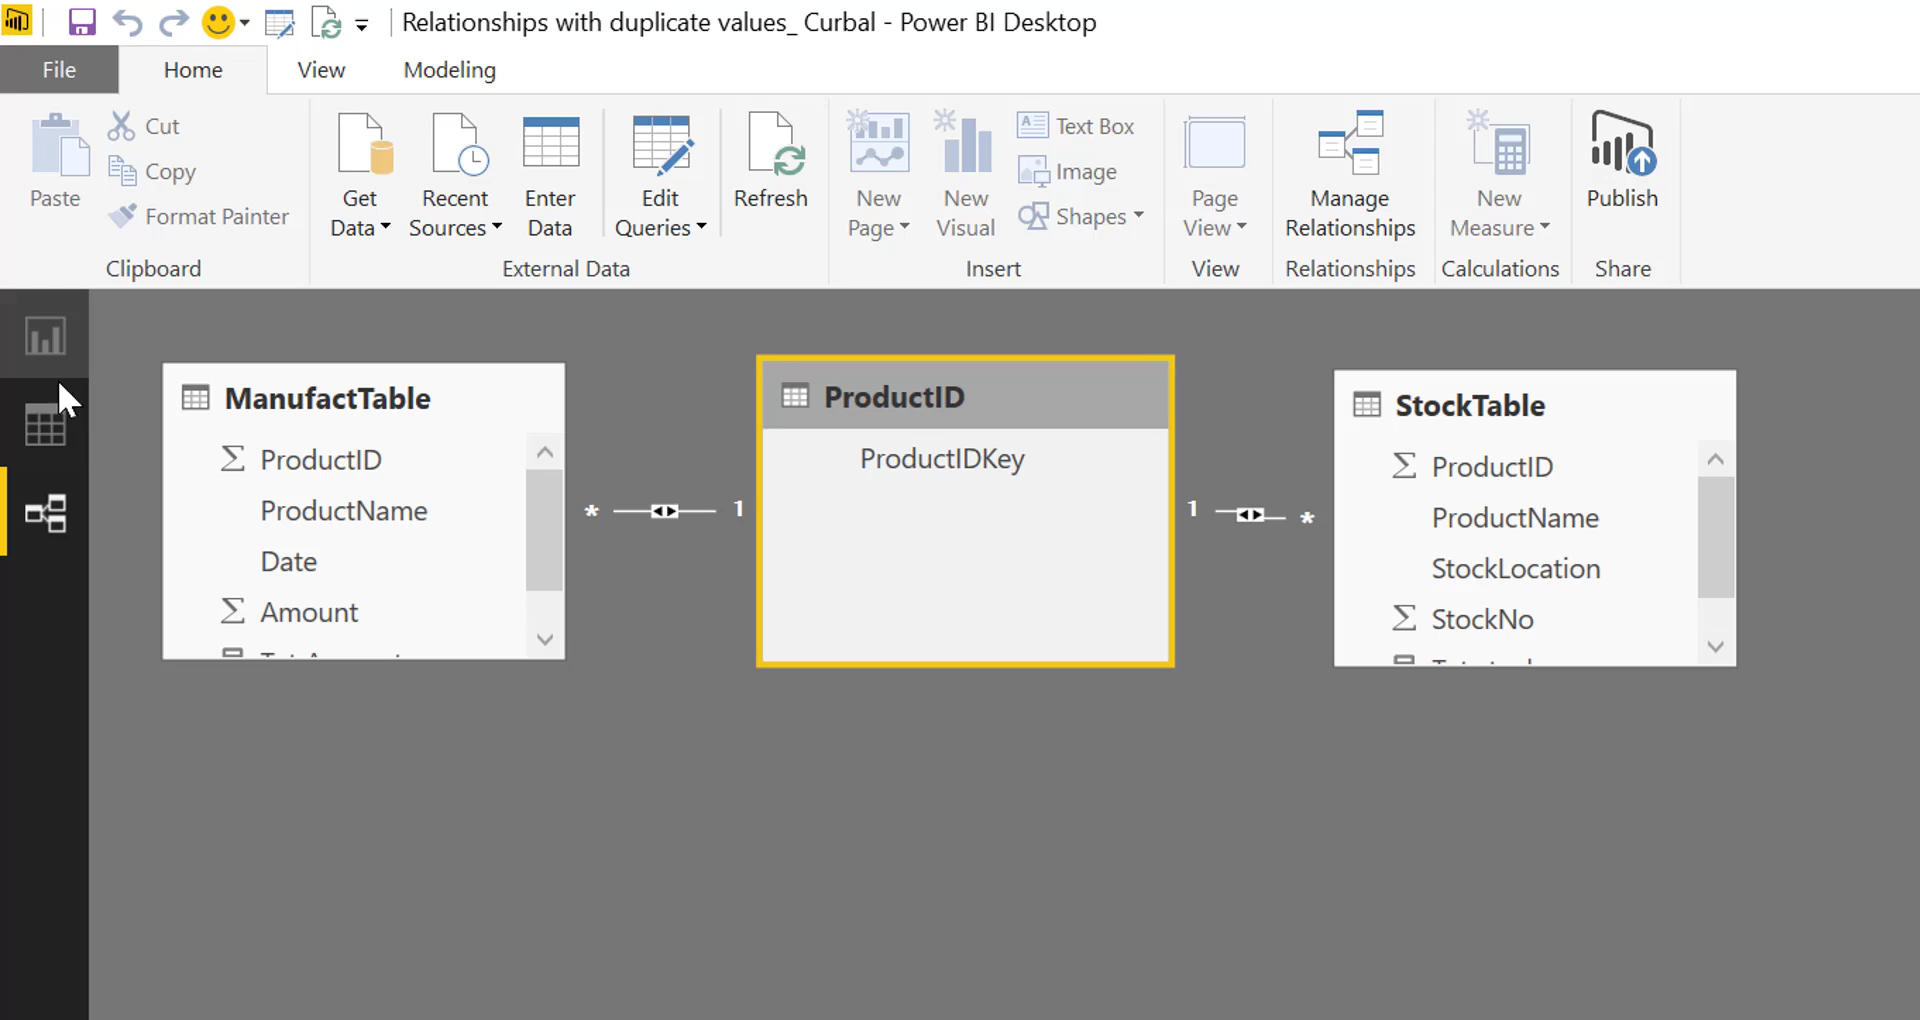 Relationships with duplicate values_ Curbal - Power BI Desktop
File Home View Modeling
Paste
Cut
Copy
Format Painter
Clipboard
Get
Data
Recent
Sources
Enter
Data
Edit
Queries
Refresh
External Data
New
Page
New
Visual
Text Box
Image
Shapes
Insert
Page
View
View
Manage
Relationships
Relationships
New
Measure
Calculations
Publish
Share
ManufactTable
ProductID
ProductName
Date
Amount
* 1
ProductID
ProductIDKey
1 *
StockTable
ProductID
ProductName
StockLocation
StockNo